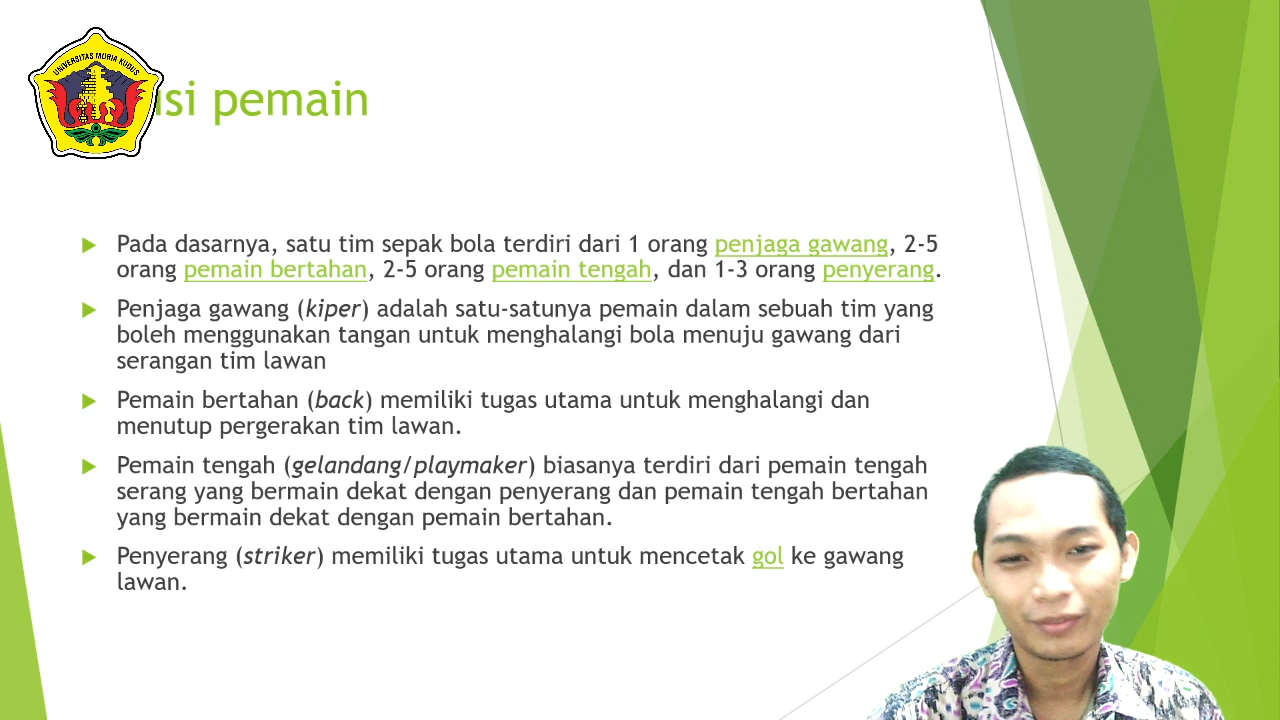 UNIVERSITAS MURIA KUDUS
isi pemain
Pada dasarnya, satu tim sepak bola terdiri dari 1 orang penjaga gawang, 2-5
orang pemain bertahan, 2-5 orang pemain tengah, dan 1-3 orang penyerang.
Penjaga gawang (kiper) adalah satu-satunya pemain dalam sebuah tim yang
boleh menggunakan tangan untuk menghalangi bola menuju gawang dari
serangan tim lawan
Pemain bertahan (back) memiliki tugas utama untuk menghalangi dan
menutup pergerakan tim lawan.
Pemain tengah (gelandang/playmaker) biasanya terdiri dari pemain tengah
serang yang bermain dekat dengan penyerang dan pemain tengah bertahan
yang bermain dekat dengan pemain bertahan.
Penyerang (striker) memiliki tugas utama untuk mencetak gol ke gawang
lawan.